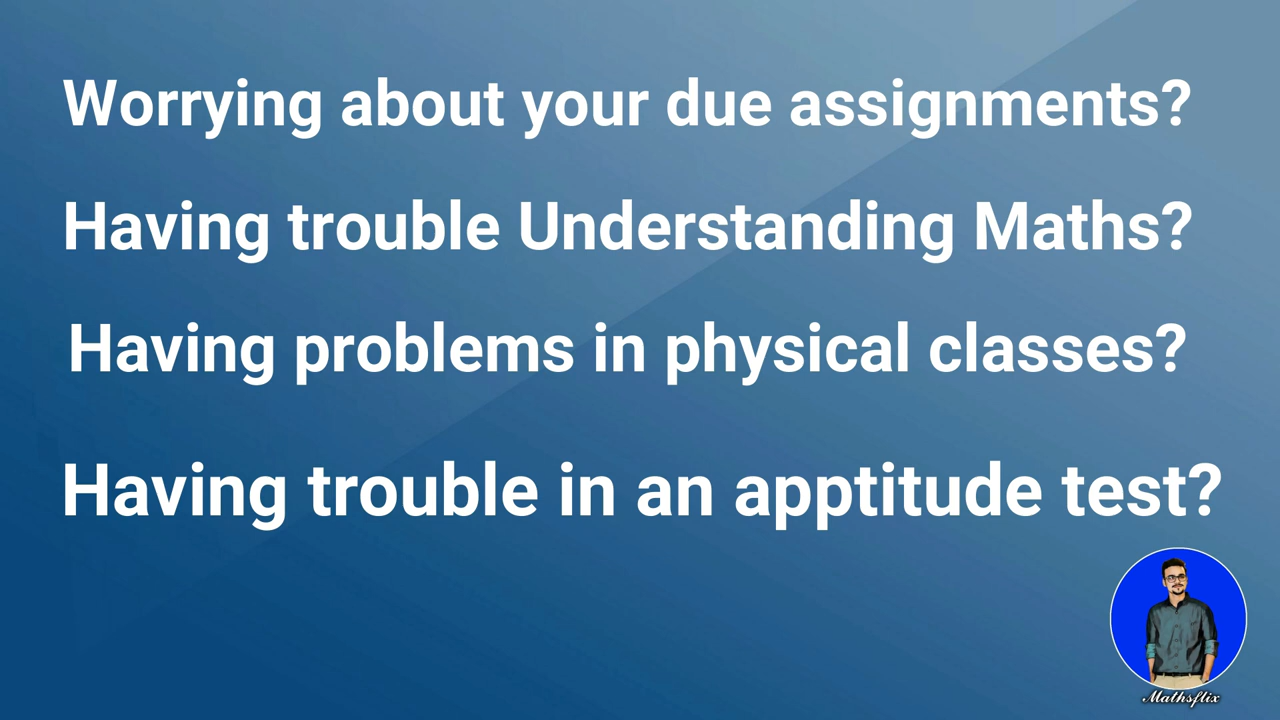 Worrying about your due assignments?
Having trouble Understanding Maths?
Having problems in physical classes?
Having trouble in an apptitude test?
Mathsflix